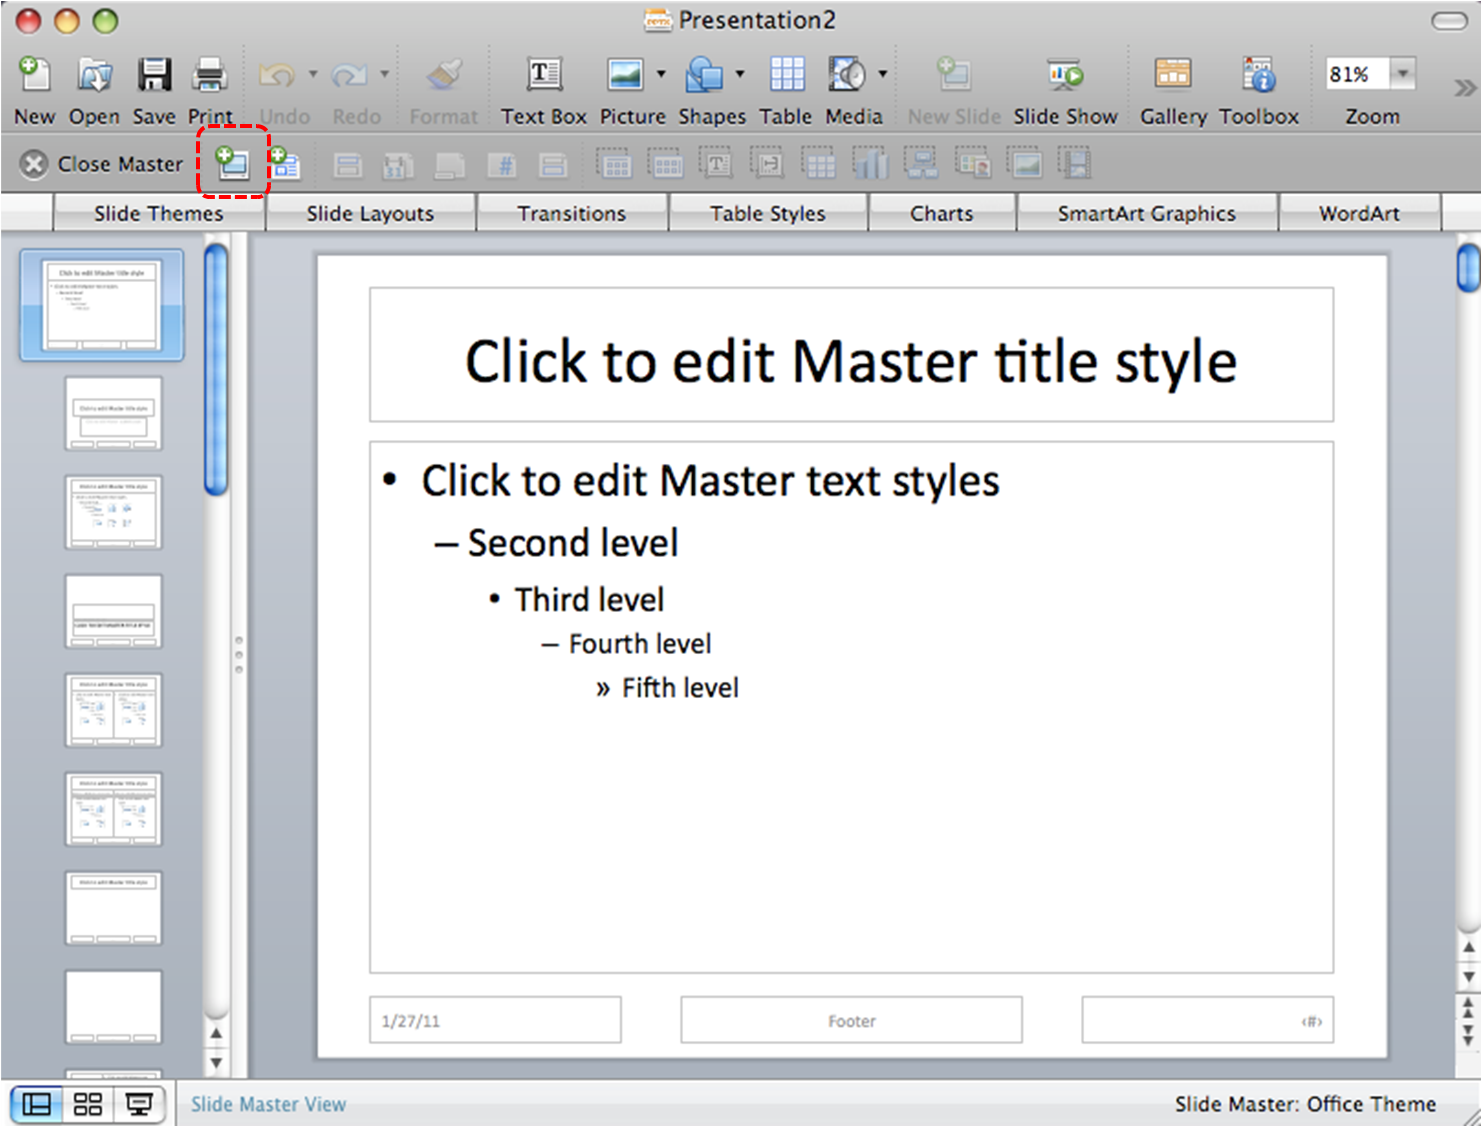 Presentation2
New Open Save Print Undo Redo Format Text Box Picture Shapes Table Media New Slide Slide Show Gallery Toolbox Zoom
81%
Close Master
Slide Themes Slide Layouts Transitions Table Styles Charts SmartArt Graphics WordArt
Click to edit Master title style
• Click to edit Master text styles
– Second level
• Third level
– Fourth level
» Fifth level
1/27/11 Footer ‹#›
Slide Master View Slide Master: Office Theme